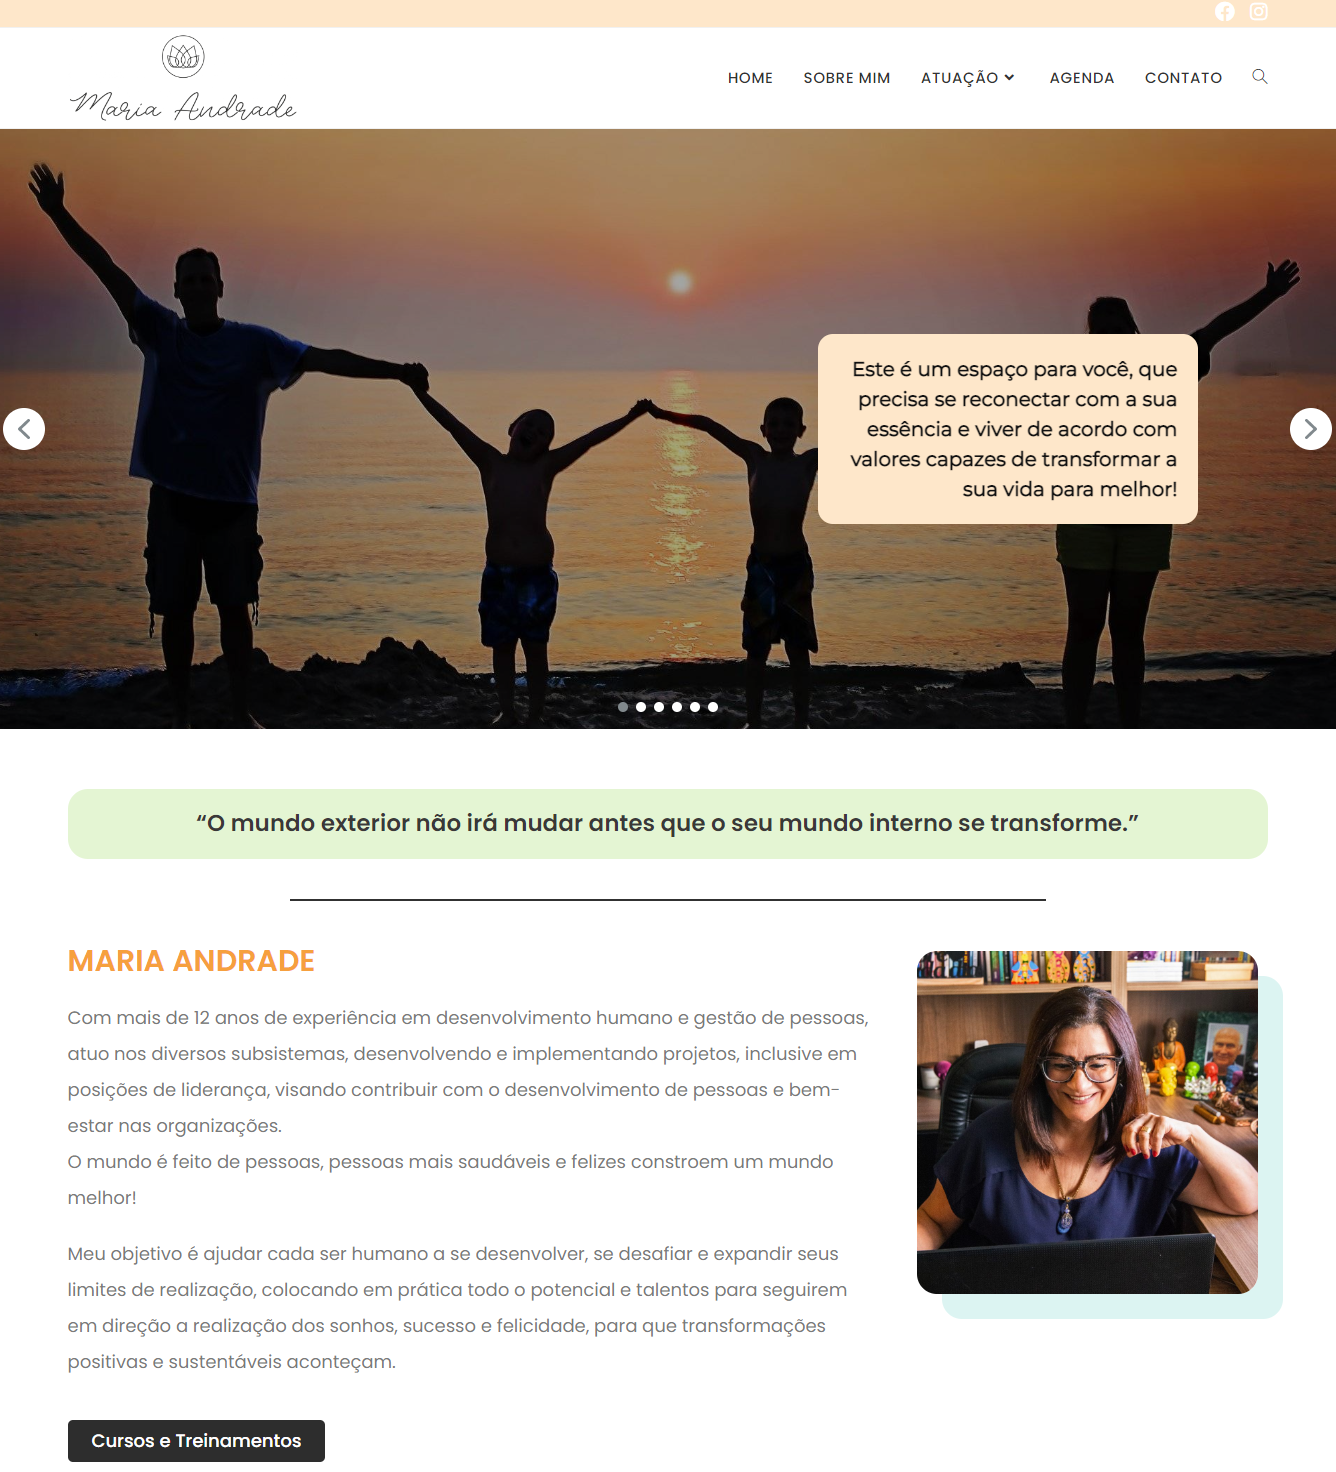 Maria Andrade
HOME
SOBRE MIM
ATUAÇÃO
AGENDA
CONTATO
Este é um espaço para você, que
precisa se reconectar com a sua
essência e viver de acordo com
valores capazes de transformar a
sua vida para melhor!
“O mundo exterior não irá mudar antes que o seu mundo interno se transforme.”
MARIA ANDRADE
Com mais de 12 anos de experiência em desenvolvimento humano e gestão de pessoas,
atuo nos diversos subsistemas, desenvolvendo e implementando projetos, inclusive em
posições de liderança, visando contribuir com o desenvolvimento de pessoas e bem-
estar nas organizações.
O mundo é feito de pessoas, pessoas mais saudáveis e felizes constroem um mundo
melhor!
Meu objetivo é ajudar cada ser humano a se desenvolver, se desafiar e expandir seus
limites de realização, colocando em prática todo o potencial e talentos para seguirem
em direção a realização dos sonhos, sucesso e felicidade, para que transformações
positivas e sustentáveis aconteçam.
Cursos e Treinamentos